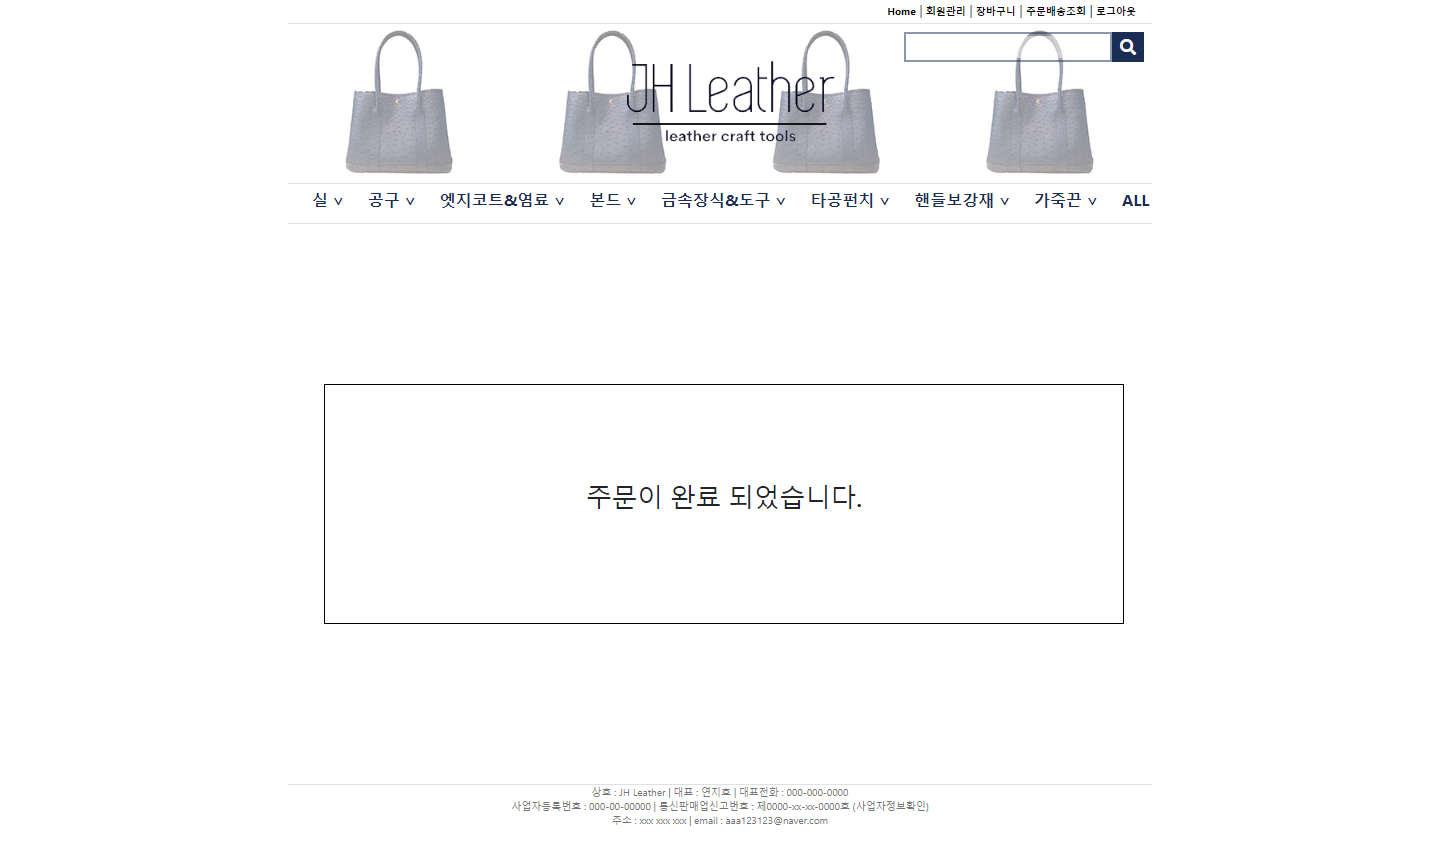 Home | 회원관리 | 장바구니 | 주문배송조회 | 로그아웃
JH Leather
leather craft tools
실 ∨ 공구 ∨ 엣지코트&염료 ∨ 본드 ∨ 금속장식&도구 ∨ 타공펀치 ∨ 핸들보강재 ∨ 가죽끈 ∨ ALL
주문이 완료 되었습니다.
상호 : JH Leather | 대표 : 연지호 | 대표전화 : 000-000-0000
사업자등록번호 : 000-00-00000 | 통신판매업신고번호 : 제0000-xx-xx-0000호 (사업자정보확인)
주소 : xxx xxx xxx | email : aaa123123@naver.com